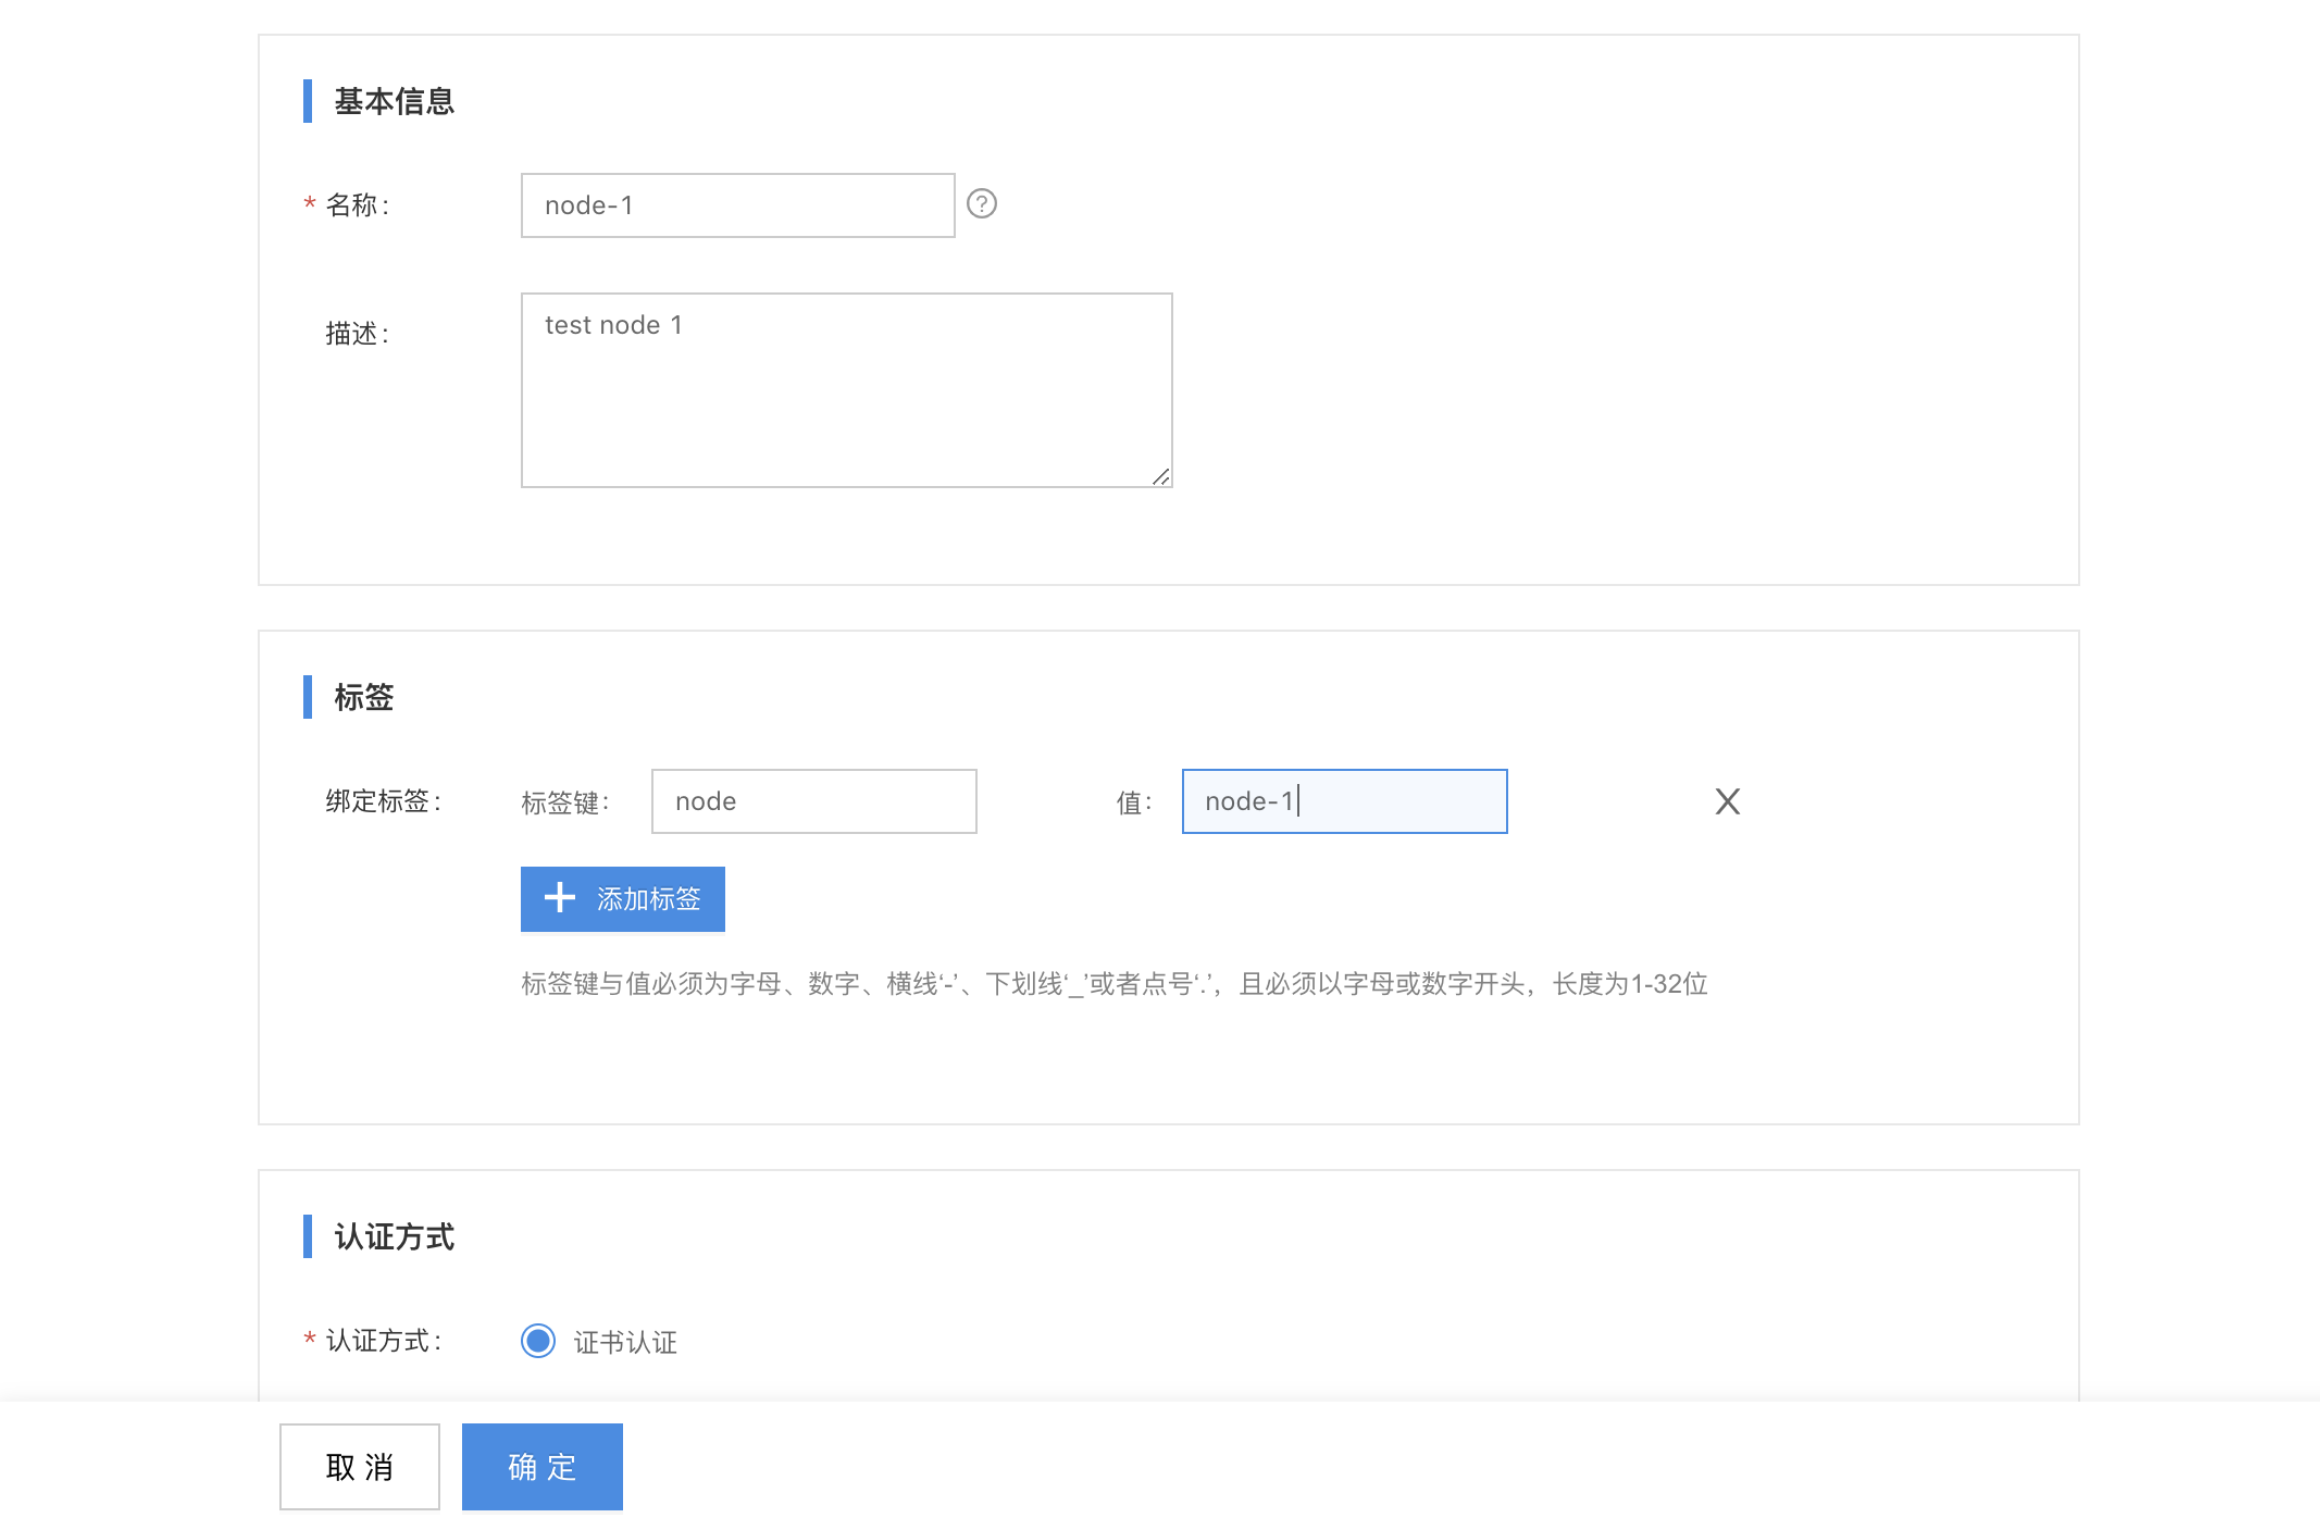 基本信息
* 名称: node-1 ?
描述: test node 1
标签
绑定标签: 标签键: node 值: node-1 X
+ 添加标签
标签键与值必须为字母、数字、横线‘-’、下划线‘_’或者点号‘.’，且必须以字母或数字开头，长度为1-32位
认证方式
* 认证方式: 证书认证
取 消 确 定